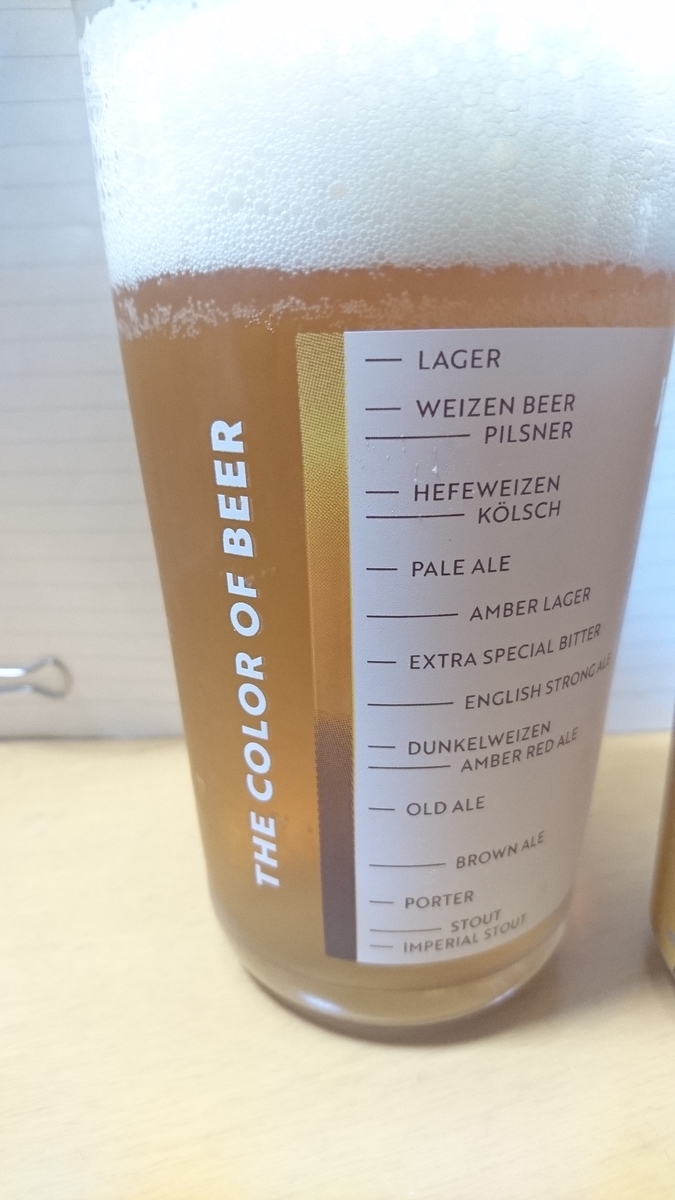 THE COLOR OF BEER
LAGER
WEIZEN BEER
PILSNER
HEFEWEIZEN
KÖLSCH
PALE ALE
AMBER LAGER
EXTRA SPECIAL BITTER
ENGLISH STRONG ALE
DUNKELWEIZEN
AMBER RED ALE
OLD ALE
BROWN ALE
PORTER
STOUT
IMPERIAL STOUT